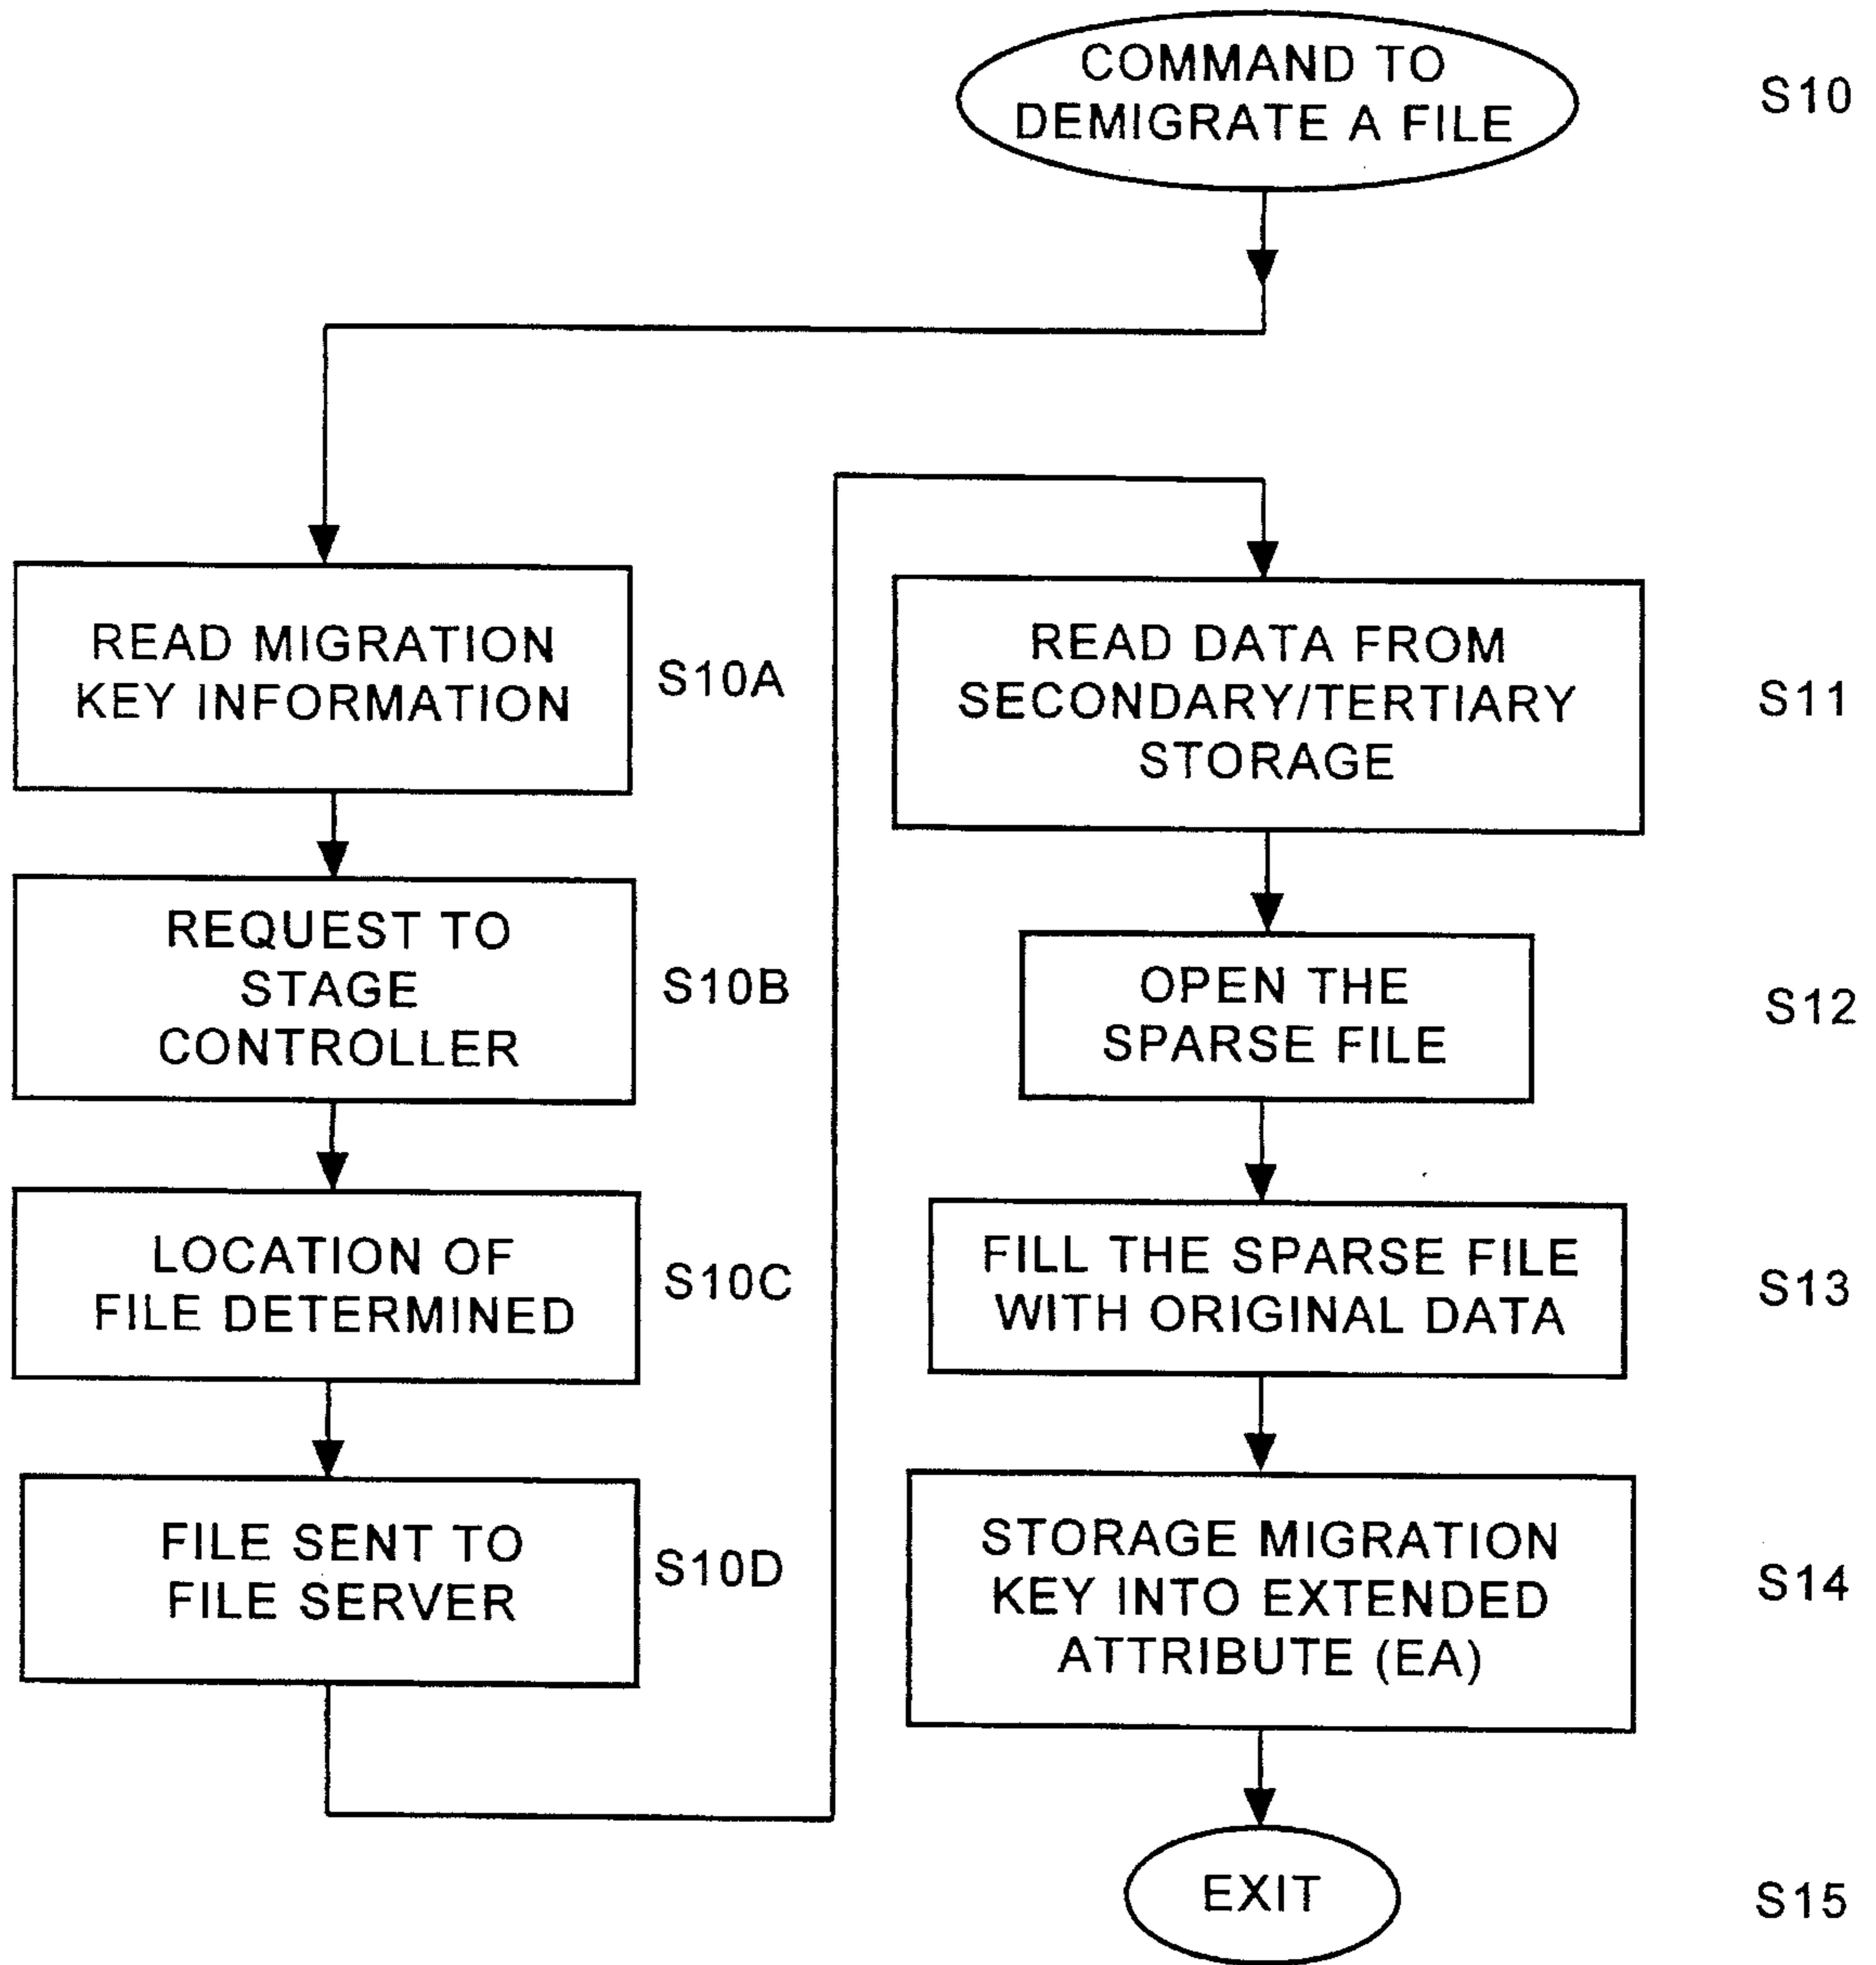 COMMAND TO
DEMIGRATE A FILE
S10
READ MIGRATION
KEY INFORMATION
S10A
REQUEST TO
STAGE
CONTROLLER
S10B
LOCATION OF
FILE DETERMINED
S10C
FILE SENT TO
FILE SERVER
S10D
READ DATA FROM
SECONDARY/TERTIARY
STORAGE
S11
OPEN THE
SPARSE FILE
S12
FILL THE SPARSE FILE
WITH ORIGINAL DATA
S13
STORAGE MIGRATION
KEY INTO EXTENDED
ATTRIBUTE (EA)
S14
EXIT
S15